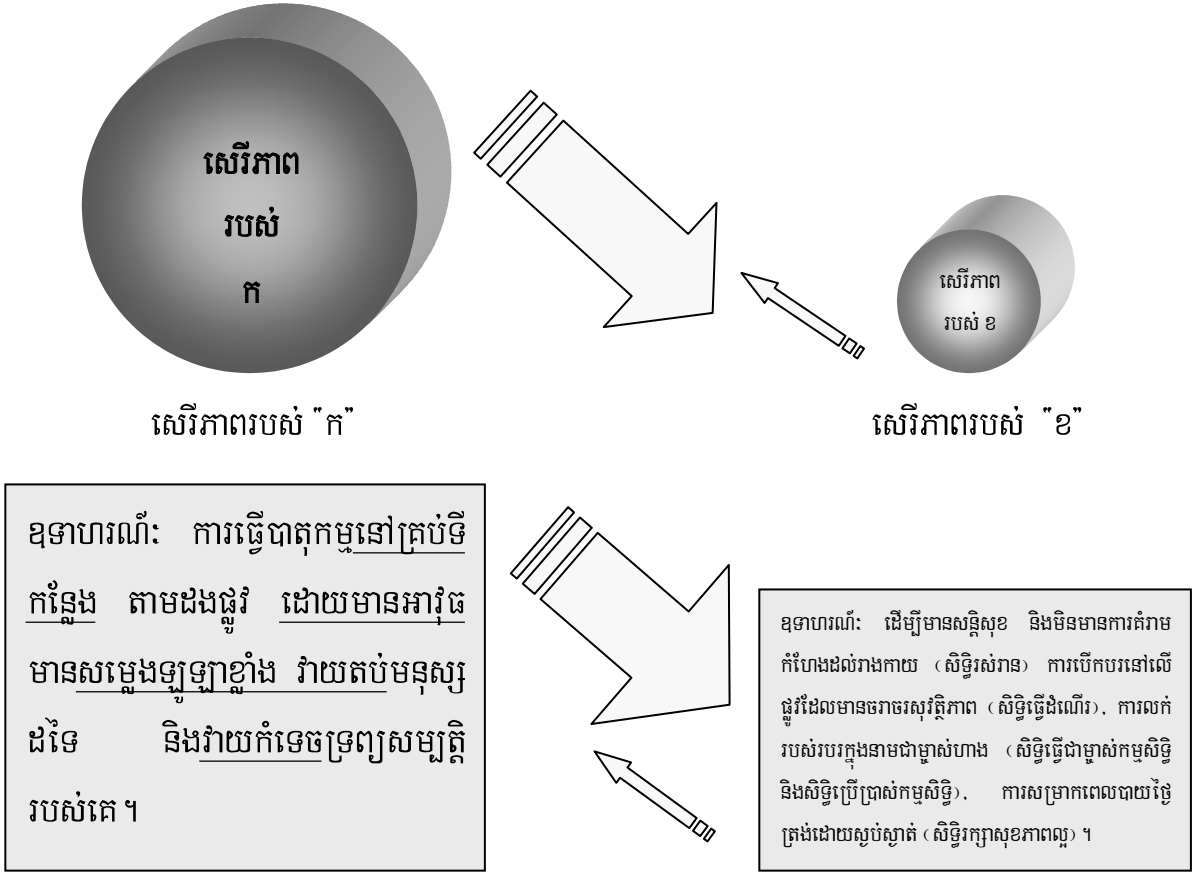 សេរីភាព
របស់
ក
សេរីភាព
របស់ ខ
សេរីភាពរបស់ “ក”
សេរីភាពរបស់ “ខ”
ឧទាហរណ៍៖ ការធ្វើបាតុកម្មនៅគ្រប់ទី
កន្លែង តាមដងផ្លូវ ដោយមានអាវុធ
មានសម្លេងឡូឡាខ្លាំង វាយតប់មនុស្ស
ដទៃ និងវាយកំទេចទ្រព្យសម្បត្តិ
របស់គេ ។
ឧទាហរណ៍៖ ដើម្បីមានសន្តិសុខ និងមិនមានការគំរាម
កំហែងដល់រាងកាយ (សិទ្ធិរស់រាន) ការបើកបរនៅលើ
ផ្លូវដែលមានចរាចរសុវត្ថិភាព (សិទ្ធិធ្វើដំណើរ), ការលក់
របស់របរក្នុងនាមជាម្ចាស់ហាង (សិទ្ធិធ្វើជាម្ចាស់កម្មសិទ្ធិ
និងសិទ្ធិប្រើប្រាស់កម្មសិទ្ធិ), ការសម្រាកពេលបាយថ្ងៃ
ត្រង់ដោយស្ងប់ស្ងាត់ (សិទ្ធិរក្សាសុខភាពល្អ) ។